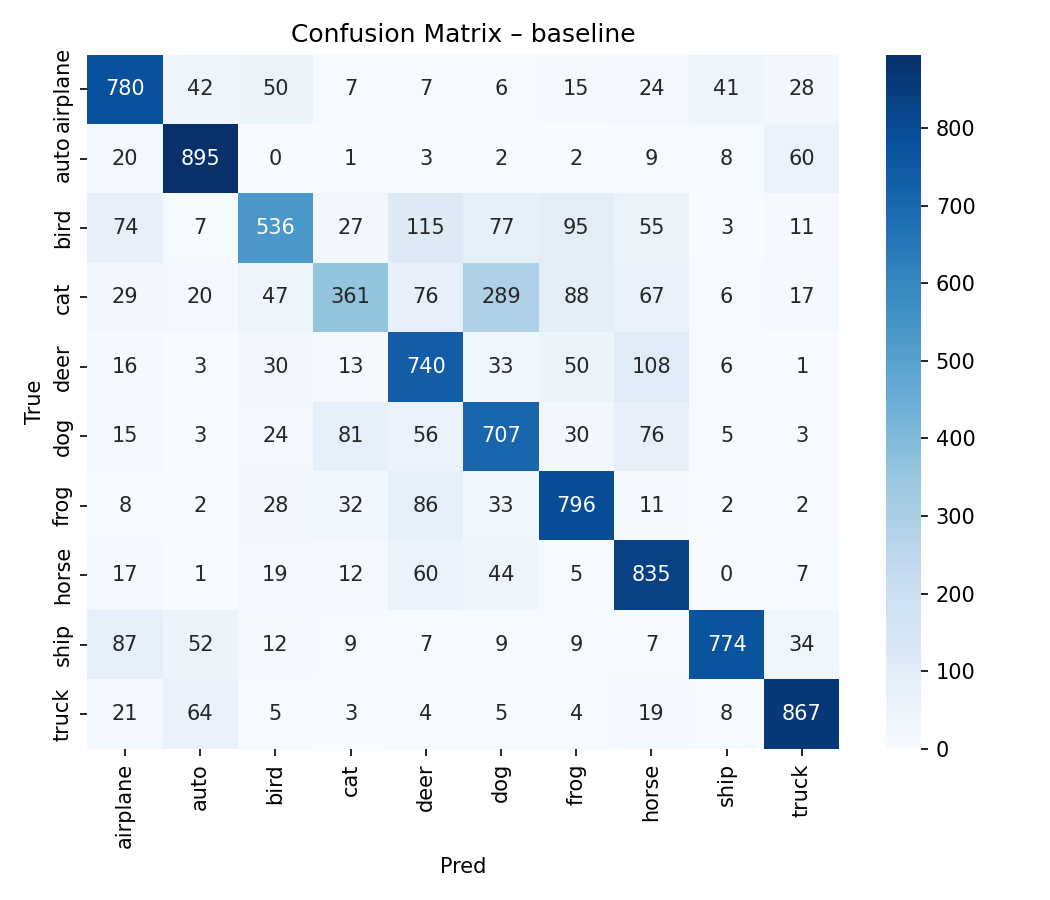 Confusion Matrix – baseline
airplane 780 42 50 7 7 6 15 24 41 28
auto 20 895 0 1 3 2 2 9 8 60
bird 74 7 536 27 115 77 95 55 3 11
cat 29 20 47 361 76 289 88 67 6 17
deer 16 3 30 13 740 33 50 108 6 1
dog 15 3 24 81 56 707 30 76 5 3
frog 8 2 28 32 86 33 796 11 2 2
horse 17 1 19 12 60 44 5 835 0 7
ship 87 52 12 9 7 9 9 7 774 34
truck 21 64 5 3 4 5 4 19 8 867
True
airplane auto bird cat deer dog frog horse ship truck
Pred
800
700
600
500
400
300
200
100
0